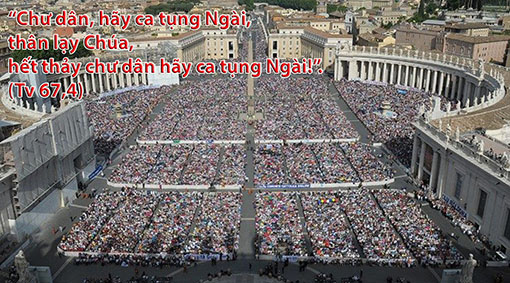 “Chư dân, hãy ca tụng Ngài,
thân lạy Chúa,
hết thảy chư dân hãy ca tụng Ngài!”.
(Tv 67,4)